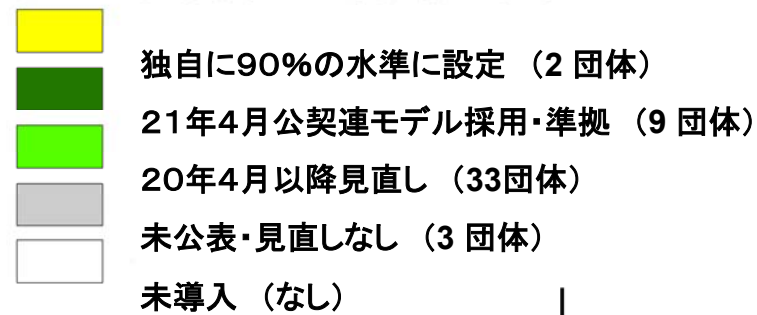 独自に90％の水準に設定 （2 団体）
21年4月公契連モデル採用・準拠 （9 団体）
20年4月以降見直し （33団体）
未公表・見直しなし （3 団体）
未導入 （なし）